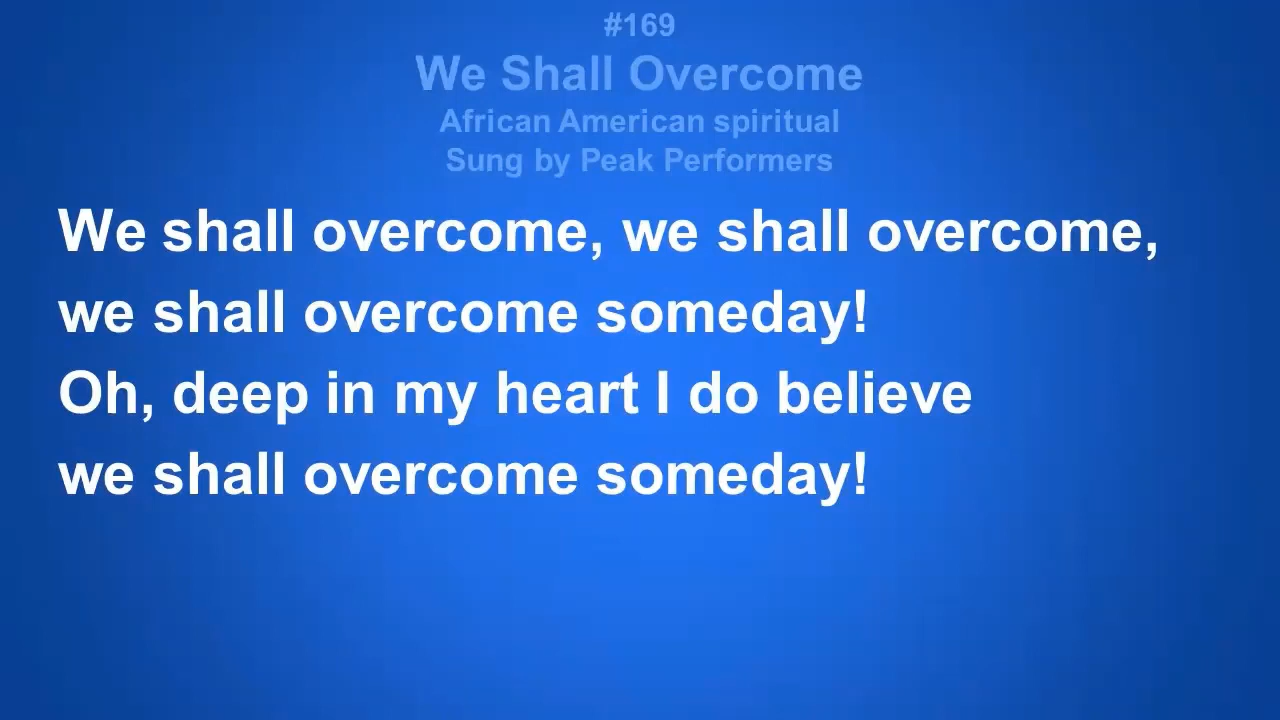 #169
We Shall Overcome
African American spiritual
Sung by Peak Performers
We shall overcome, we shall overcome,
we shall overcome someday!
Oh, deep in my heart I do believe
we shall overcome someday!